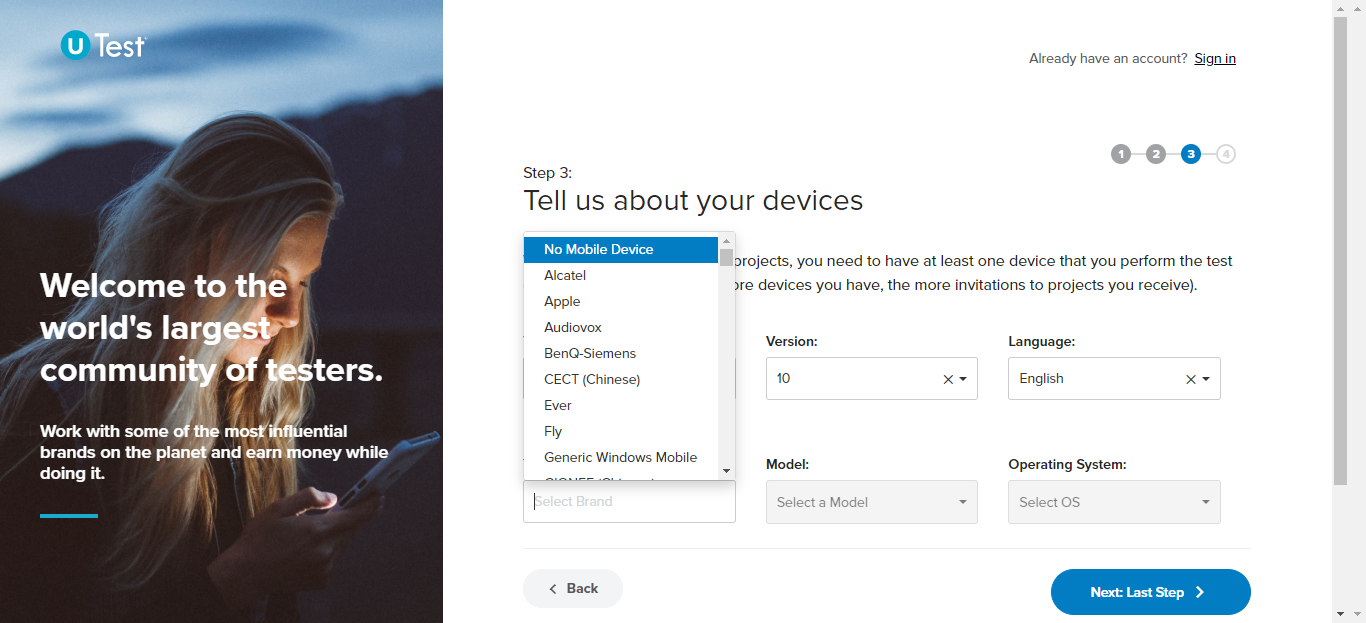 U Test
Already have an account? Sign in
1 2 3 4
Step 3:
Tell us about your devices
projects, you need to have at least one device that you perform the test
ore devices you have, the more invitations to projects you receive).
No Mobile Device
Alcatel
Apple
Audiovox
BenQ-Siemens
CECT (Chinese)
Ever
Fly
Generic Windows Mobile
Welcome to the
world's largest
community of testers.
Work with some of the most influential
brands on the planet and earn money while
doing it.
Version:
Language:
10
English
Model:
Operating System:
Select Brand
Select a Model
Select OS
Back
Next: Last Step